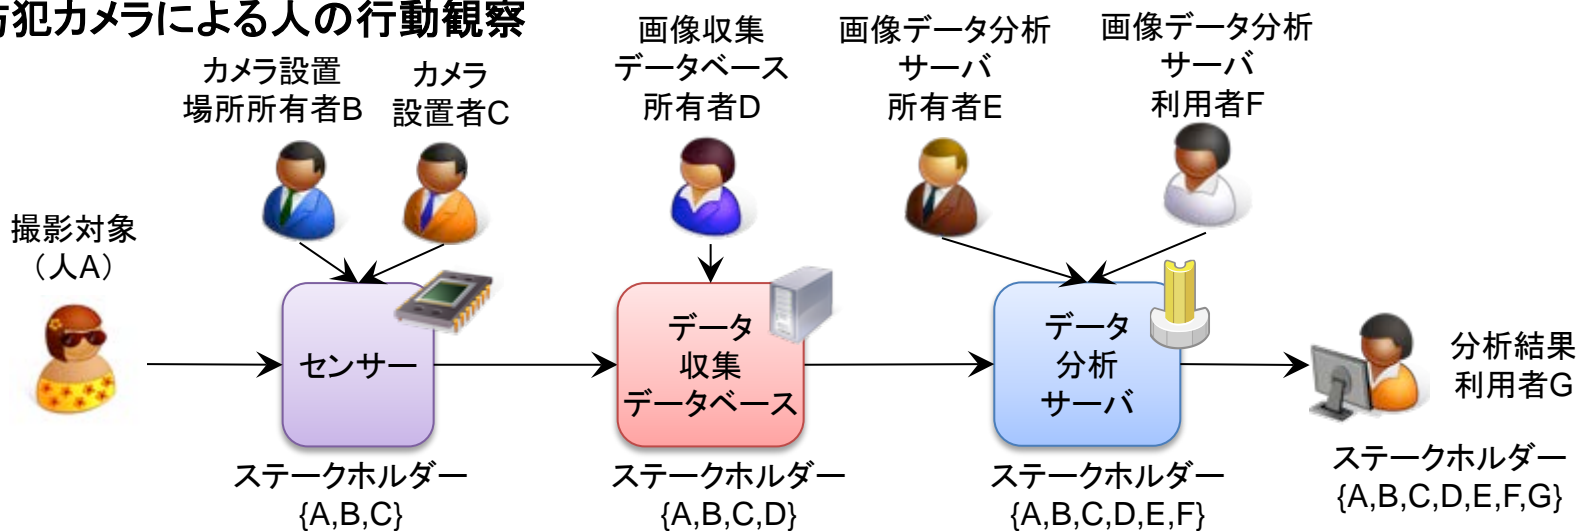 防犯カメラによる人の行動観察
カメラ設置
場所所有者B
カメラ
設置者C
画像収集
データベース
所有者D
画像データ分析
サーバ
所有者E
画像データ分析
サーバ
利用者F
撮影対象
（人A）
センサー
データ
収集
データベース
データ
分析
サーバ
分析結果
利用者G
ステークホルダー
{A,B,C}
ステークホルダー
{A,B,C,D}
ステークホルダー
{A,B,C,D,E,F}
ステークホルダー
{A,B,C,D,E,F,G}